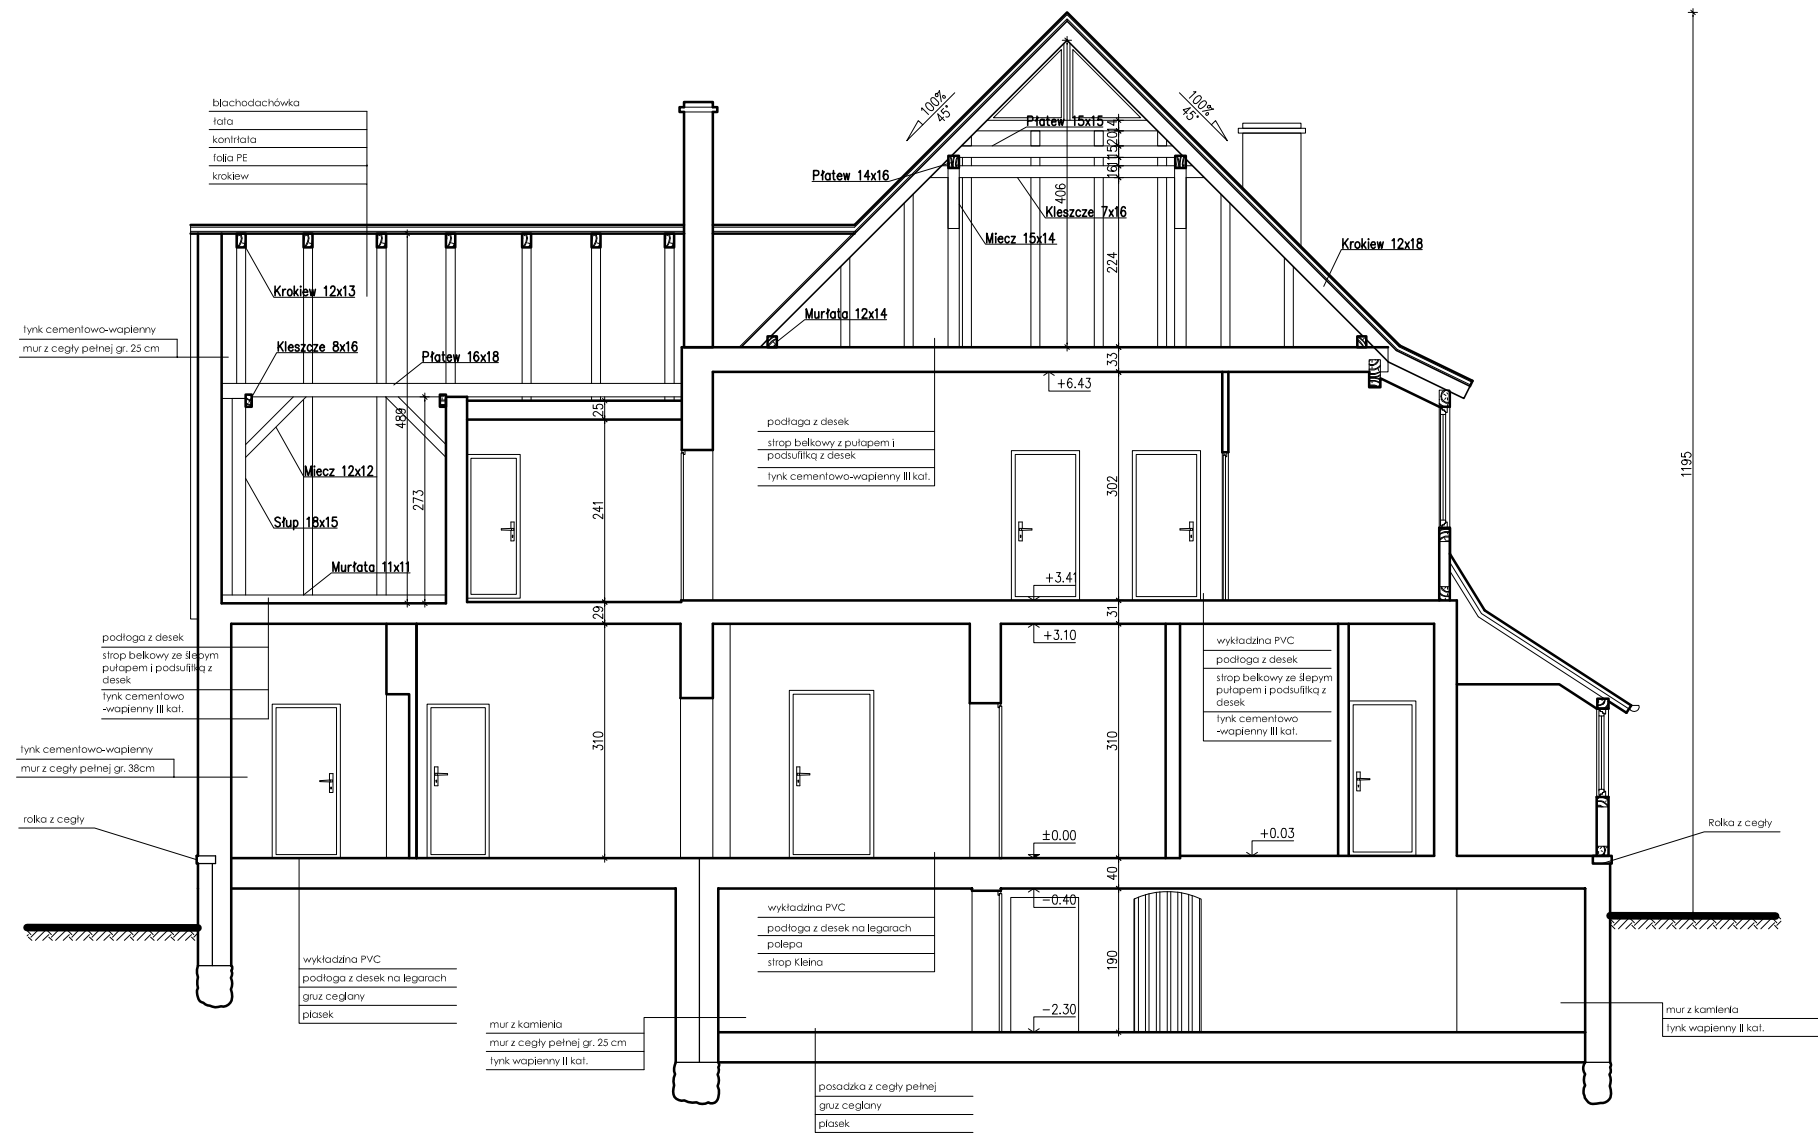 blachodachówka
łata
kontrłata
folia PE
krokiew
100%
45°
100%
45°
Płatew 15x15
Płatew 14x16
Kleszcze 7x16
Miecz 15x14
Krokiew 12x18
Murłata 12x14
14
20
15
11
16
406
224
33
1195
Krokiew 12x13
tynk cementowo-wapienny
mur z cegły pełnej gr. 25 cm
Kleszcze 8x16
Płatew 16x18
489
25
+6.43
podłaga z desek
strop belkowy z pułapem i
podsufitką z desek
tynk cementowo-wapienny III kat.
Miecz 12x12
273
241
302
Słup 18x15
Murłata 11x11
+3.41
29
31
+3.10
podłoga z desek
strop belkowy ze ślepym
pułapem i podsufitką z
desek
tynk cementowo
-wapienny III kat.
wykładzina PVC
podłoga z desek
strop belkowy ze ślepym
pułapem i podsufitką z
desek
tynk cementowo
-wapienny III kat.
tynk cementowo-wapienny
mur z cegły pełnej gr. 38cm
310
310
rolka z cegły
±0.00
+0.03
Rolka z cegły
40
-0.40
wykładzina PVC
podłoga z desek na legarach
polepa
strop Kleina
190
wykładzina PVC
podłoga z desek na legarach
gruz ceglany
piasek
-2.30
mur z kamienia
mur z cegły pełnej gr. 25 cm
tynk wapienny II kat.
mur z kamienia
tynk wapienny II kat.
posadzka z cegły pełnej
gruz ceglany
piasek